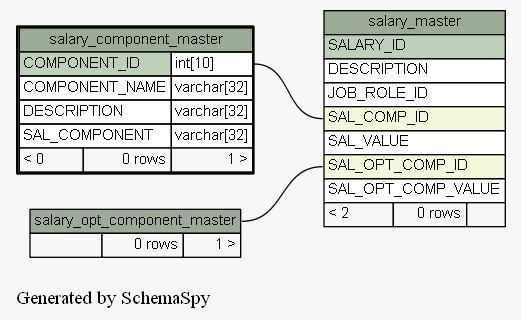 salary_component_master
COMPONENT_ID int[10]
COMPONENT_NAME varchar[32]
DESCRIPTION varchar[32]
SAL_COMPONENT varchar[32]
< 0 0 rows 1 >
salary_master
SALARY_ID
DESCRIPTION
JOB_ROLE_ID
SAL_COMP_ID
SAL_VALUE
SAL_OPT_COMP_ID
SAL_OPT_COMP_VALUE
< 2 0 rows
salary_opt_component_master
0 rows 1 >
Generated by SchemaSpy